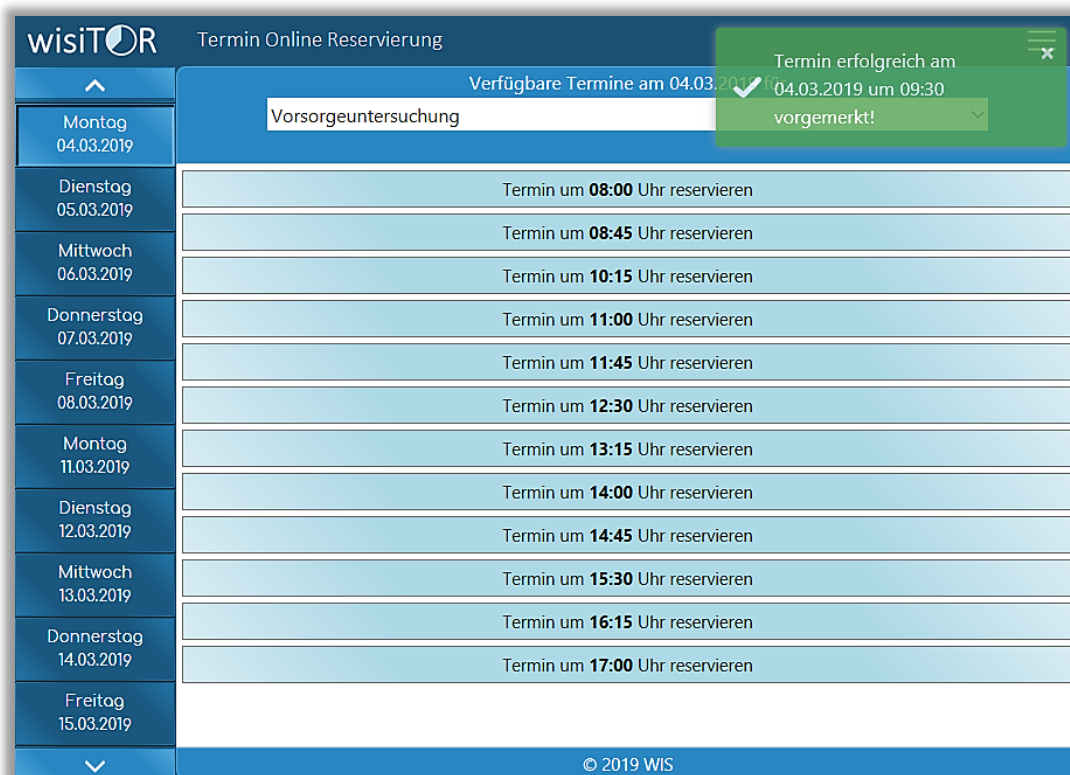 wisiTOR
Termin Online Reservierung
Termin erfolgreich am
04.03.2019 um 09:30
vorgemerkt!
Verfügbare Termine am 04.03.2019 für
Vorsorgeuntersuchung
Montag
04.03.2019
Dienstag
05.03.2019
Mittwoch
06.03.2019
Donnerstag
07.03.2019
Freitag
08.03.2019
Montag
11.03.2019
Dienstag
12.03.2019
Mittwoch
13.03.2019
Donnerstag
14.03.2019
Freitag
15.03.2019
Termin um 08:00 Uhr reservieren
Termin um 08:45 Uhr reservieren
Termin um 10:15 Uhr reservieren
Termin um 11:00 Uhr reservieren
Termin um 11:45 Uhr reservieren
Termin um 12:30 Uhr reservieren
Termin um 13:15 Uhr reservieren
Termin um 14:00 Uhr reservieren
Termin um 14:45 Uhr reservieren
Termin um 15:30 Uhr reservieren
Termin um 16:15 Uhr reservieren
Termin um 17:00 Uhr reservieren
© 2019 WIS